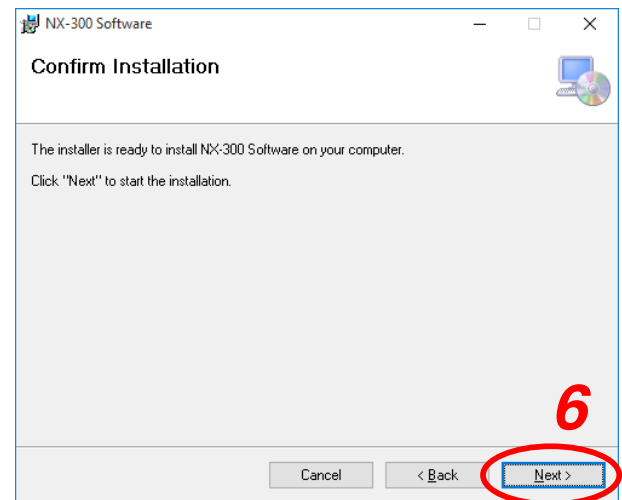 NX-300 Software
Confirm Installation
The installer is ready to install NX-300 Software on your computer.
Click "Next" to start the installation.
6
Cancel
< Back
Next >